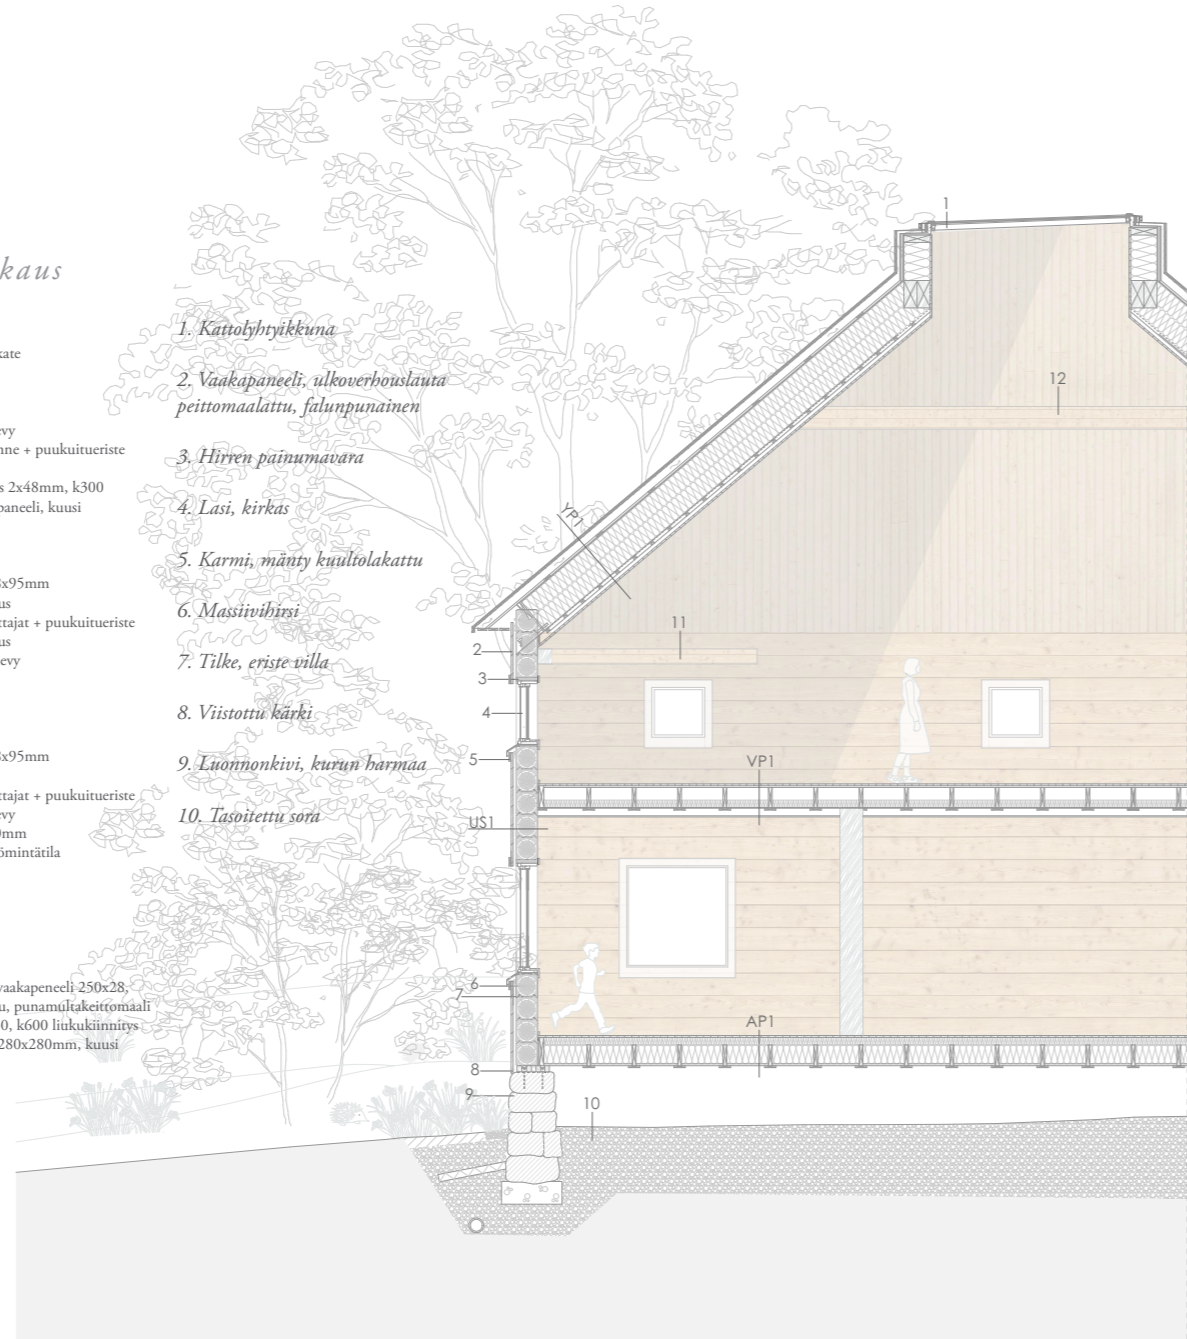 kaus
kate
evy
nne + puukuitueriste
s 2x48mm, k300
paneeli, kuusi
x95mm
us
ttajat + puukuitueriste
us
evy
x95mm
ttajat + puukuitueriste
evy
0mm
ömintätila
vaakapeneeli 250x28,
u, punamultakeittomaali
0, k600 liukukiinnitys
280x280mm, kuusi
1. Kattolyhtyikkuna
2. Vaakapaneeli, ulkoverhouslauta
peittomaalattu, falunpunainen
3. Hirren painumavara
4. Lasi, kirkas
5. Karmi, mänty kuultolakattu
6. Massiivihirsi
7. Tilke, eriste villa
8. Viistottu kärki
9. Luonnonkivi, kurun harmaa
10. Tasoitettu sora
1
12
YP1
11
2
3
4
5
VP1
US1
6
7
AP1
8
9
10